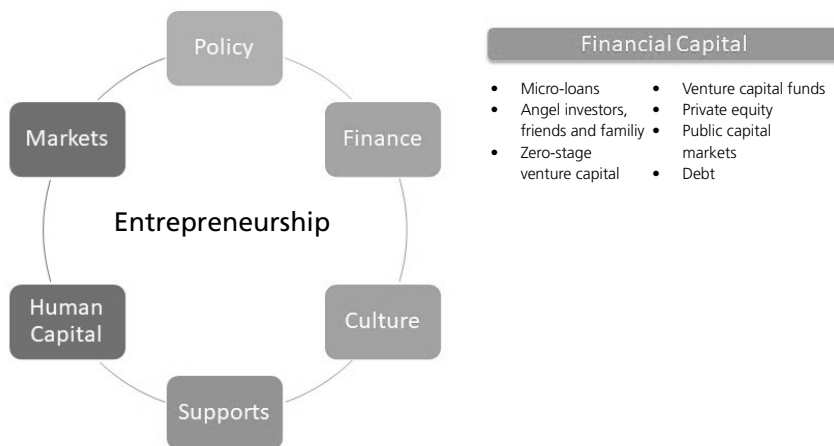 Policy
Markets
Finance
Entrepreneurship
Human
Capital
Culture
Supports
Financial Capital
• Micro-loans
• Angel investors,
friends and familiy
• Zero-stage
venture capital
• Venture capital funds
• Private equity
• Public capital
markets
• Debt